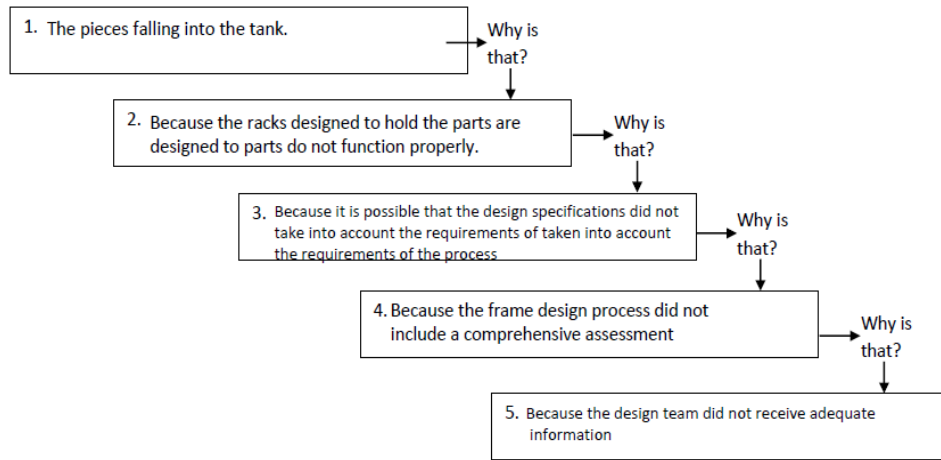 1. The pieces falling into the tank.
Why is
that?
2. Because the racks designed to hold the parts are
designed to parts do not function properly.
Why is
that?
3. Because it is possible that the design specifications did not
take into account the requirements of taken into account
the requirements of the process
Why is
that?
4. Because the frame design process did not
include a comprehensive assessment
Why is
that?
5. Because the design team did not receive adequate
information